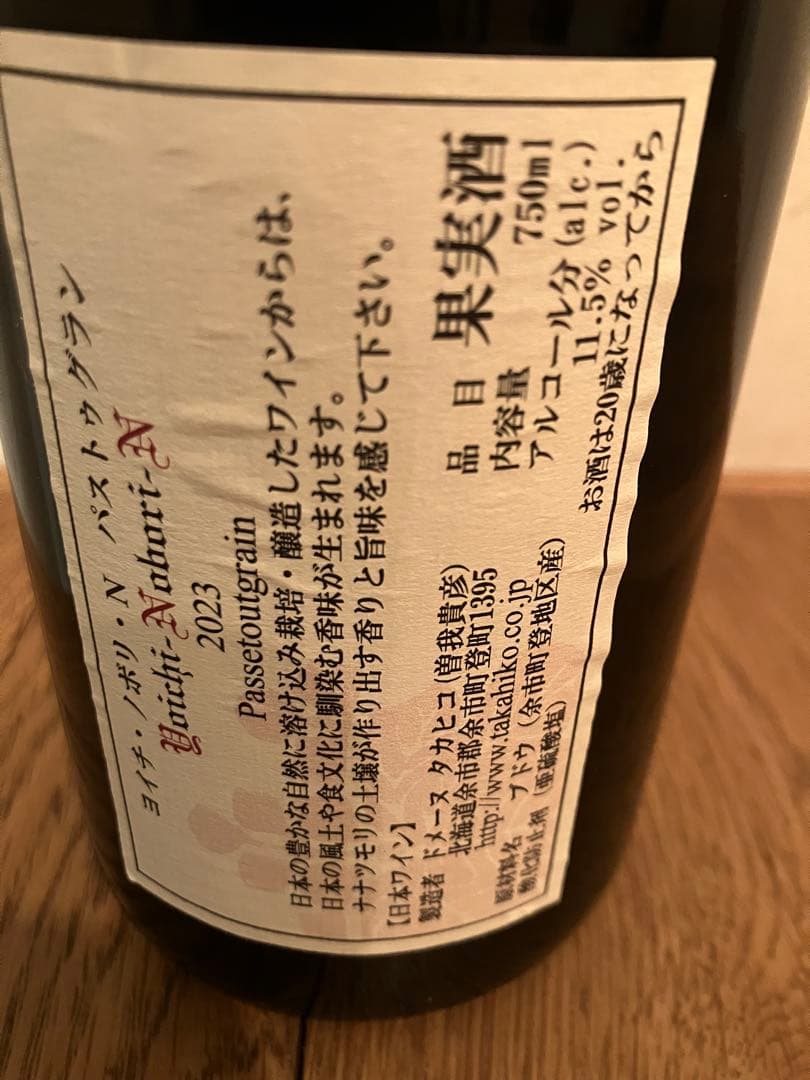 ヨイチ・ノボリ・N パストゥグラン
Yoichi-Nobori-N
2023
Passetoutgrain
日本の豊かな自然に溶け込み栽培・醸造したワインからは、
日本の風土や食文化に馴染む香味が生まれます。
ナナツモリの土壌が作り出す香りと旨味を感じて下さい。
【日本ワイン】
製造者 ドメーヌ タカヒコ(曽我貴彦)
北海道余市郡余市町登町1395
http://www.takahiko.co.jp
原材料名 ブドウ (余市町登地区産)
酸化防止剤 (亜硫酸塩)
品目 果実酒
内容量 750ml
アルコール分(alc.)
11.5% vol.
お酒は20歳になってから